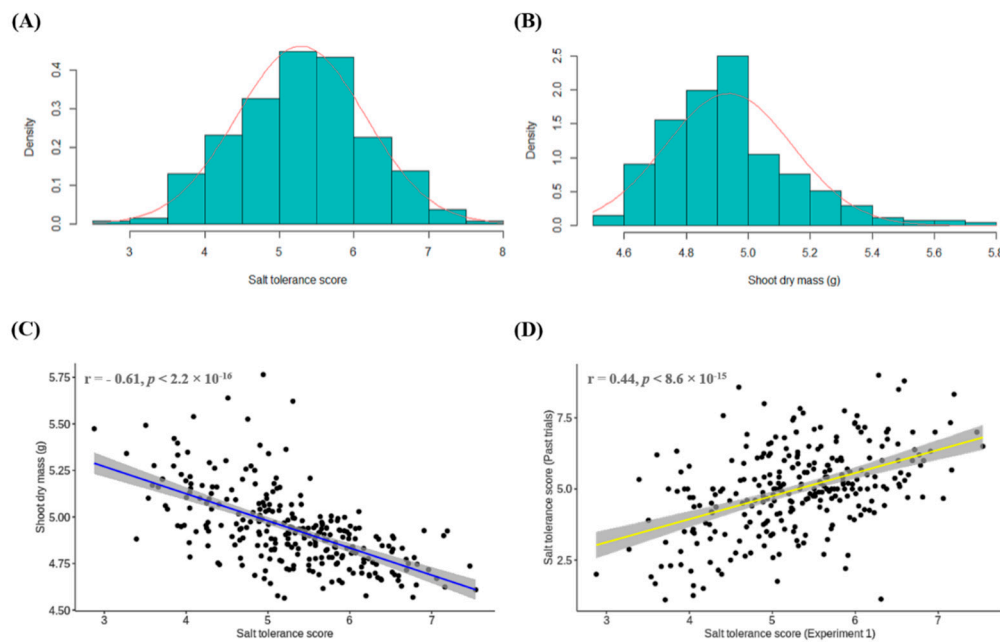 (A)
(B)
Density
0.0 0.1 0.2 0.3 0.4
3 4 5 6 7 8
Salt tolerance score
Density
0.0 0.5 1.0 1.5 2.0 2.5
4.6 4.8 5.0 5.2 5.4 5.6 5.8
Shoot dry mass (g)
(C)
(D)
r = - 0.61, p < 2.2 × 10-16
Shoot dry mass (g)
5.75
5.50
5.25
5.00
4.75
4.50
3 4 5 6 7
Salt tolerance score
r = 0.44, p < 8.6 × 10-15
Salt tolerance score (Past trials)
7.5
5.0
2.5
3 4 5 6 7
Salt tolerance score (Experiment 1)